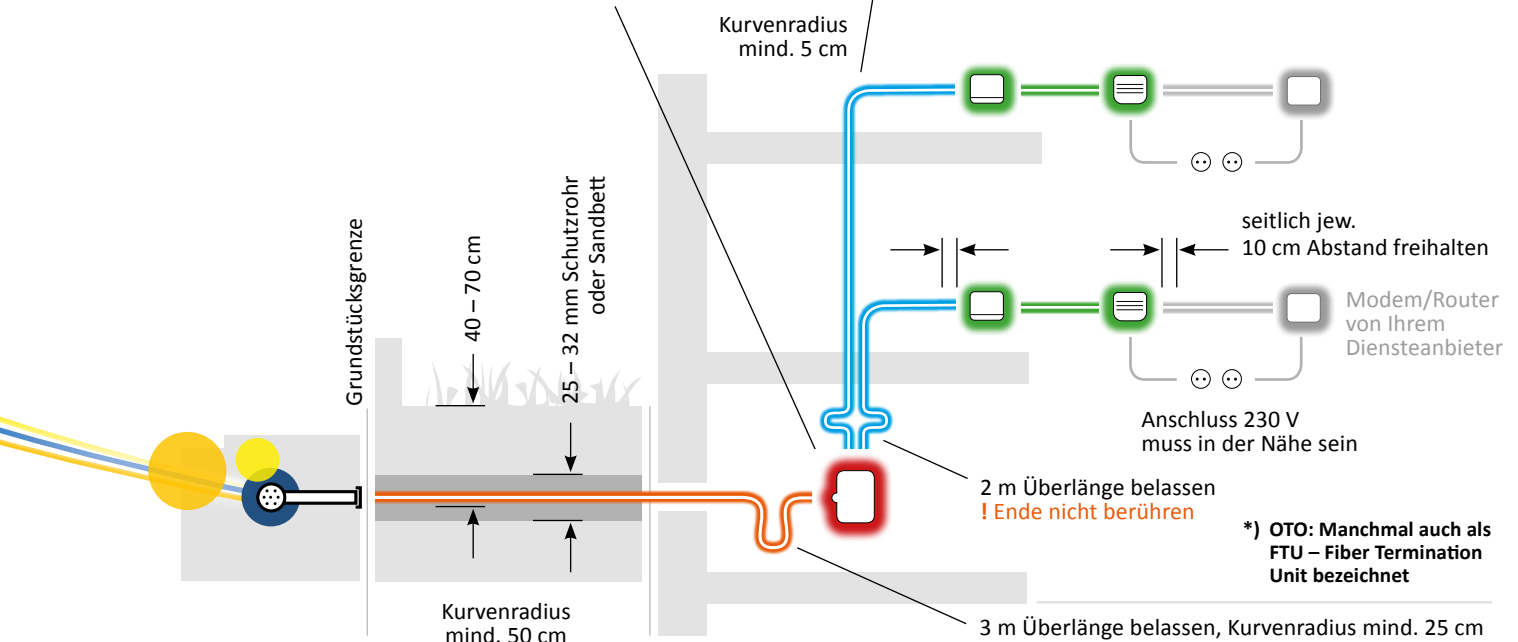 Kurvenradius
mind. 5 cm
seitlich jew.
10 cm Abstand freihalten
Modem/Router
von Ihrem
Diensteanbieter
Anschluss 230 V
muss in der Nähe sein
Grundstücksgrenze
40 – 70 cm
25 – 32 mm Schutzrohr
oder Sandbett
2 m Überlänge belassen
! Ende nicht berühren
*) OTO: Manchmal auch als
FTU – Fiber Termination
Unit bezeichnet
Kurvenradius
mind. 50 cm
3 m Überlänge belassen, Kurvenradius mind. 25 cm